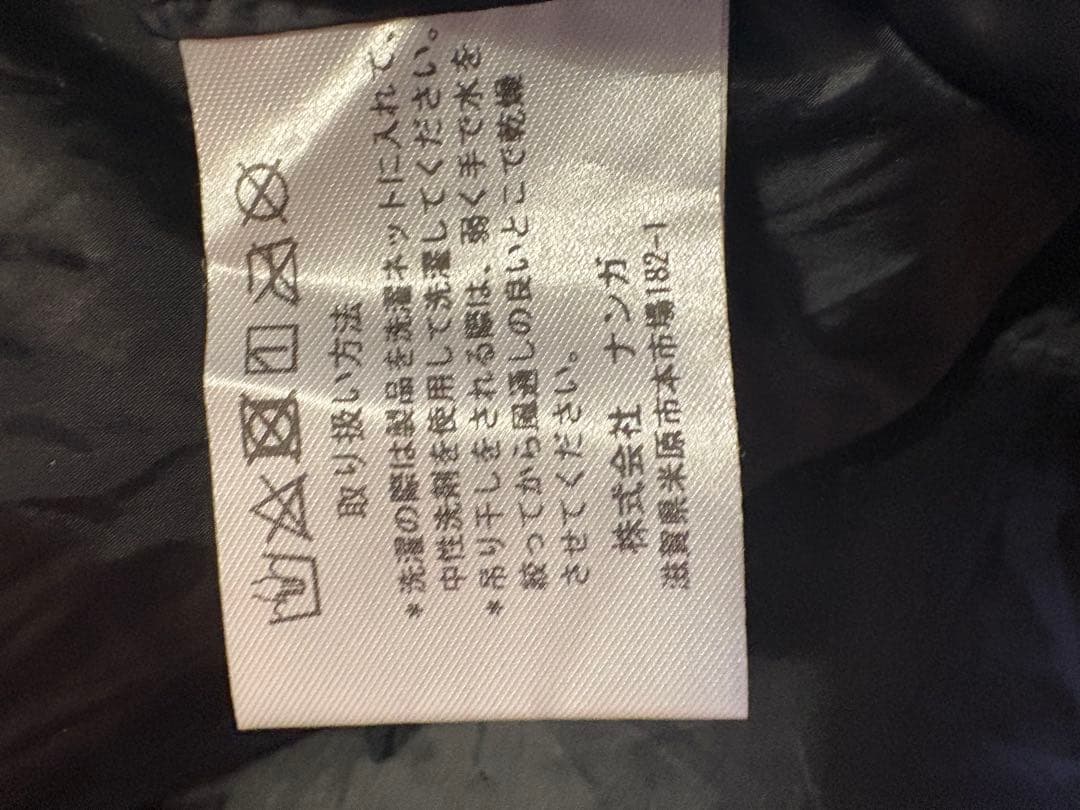 取り扱い方法
*洗濯の際は製品を洗濯ネットに入れて、
中性洗剤を使用して洗濯してください。
*吊り干しをされる際は、弱く手で水を
絞ってから風通しの良いとこで乾燥
させてください。
株式会社 ナンガ
滋賀県米原市本市場182-1